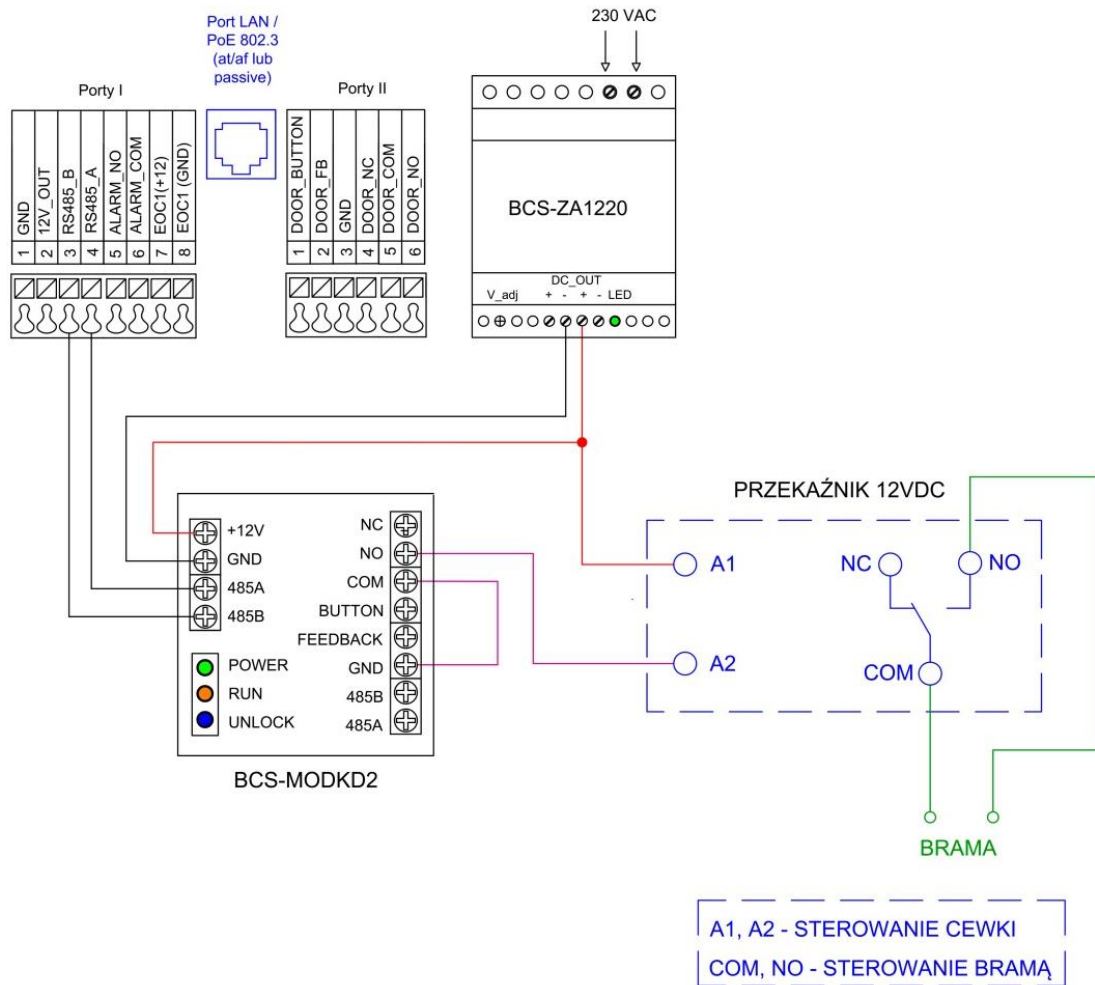 Port LAN /
PoE 802.3
(at/af lub
passive)
230 VAC
Porty I
Porty II
GND
12V_OUT
RS485_B
RS485_A
ALARM_NO
ALARM_COM
EOC1(+12)
EOC1 (GND)
1 2 3 4 5 6 7 8
DOOR_BUTTON
DOOR_FB
GND
DOOR_NC
DOOR_COM
DOOR_NO
1 2 3 4 5 6
BCS-ZA1220
DC_OUT
V_adj + - + - LED
PRZEKAŹNIK 12VDC
+12V
GND
485A
485B
POWER
RUN
UNLOCK
NC
NO
COM
BUTTON
FEEDBACK
GND
485B
485A
BCS-MODKD2
A1
A2
NC
NO
COM
BRAMA
A1, A2 - STEROWANIE CEWKI
COM, NO - STEROWANIE BRAMĄ